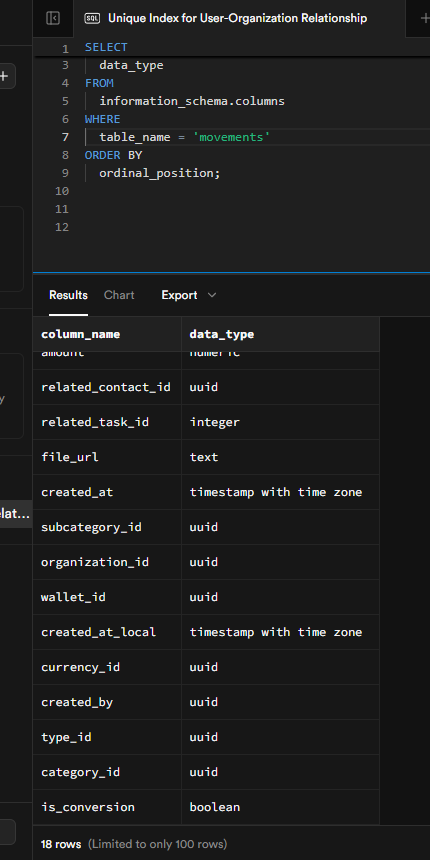 SQL Unique Index for User-Organization Relationship
1 SELECT
3 data_type
4 FROM
5 information_schema.columns
6 WHERE
7 table_name = 'movements'
8 ORDER BY
9 ordinal_position;
10
11
12
Results Chart Export
column_name data_type
amount numeric
related_contact_id uuid
related_task_id integer
file_url text
y
created_at timestamp with time zone
elat...
subcategory_id uuid
organization_id uuid
wallet_id uuid
created_at_local timestamp with time zone
currency_id uuid
created_by uuid
type_id uuid
category_id uuid
is_conversion boolean
18 rows (Limited to only 100 rows)